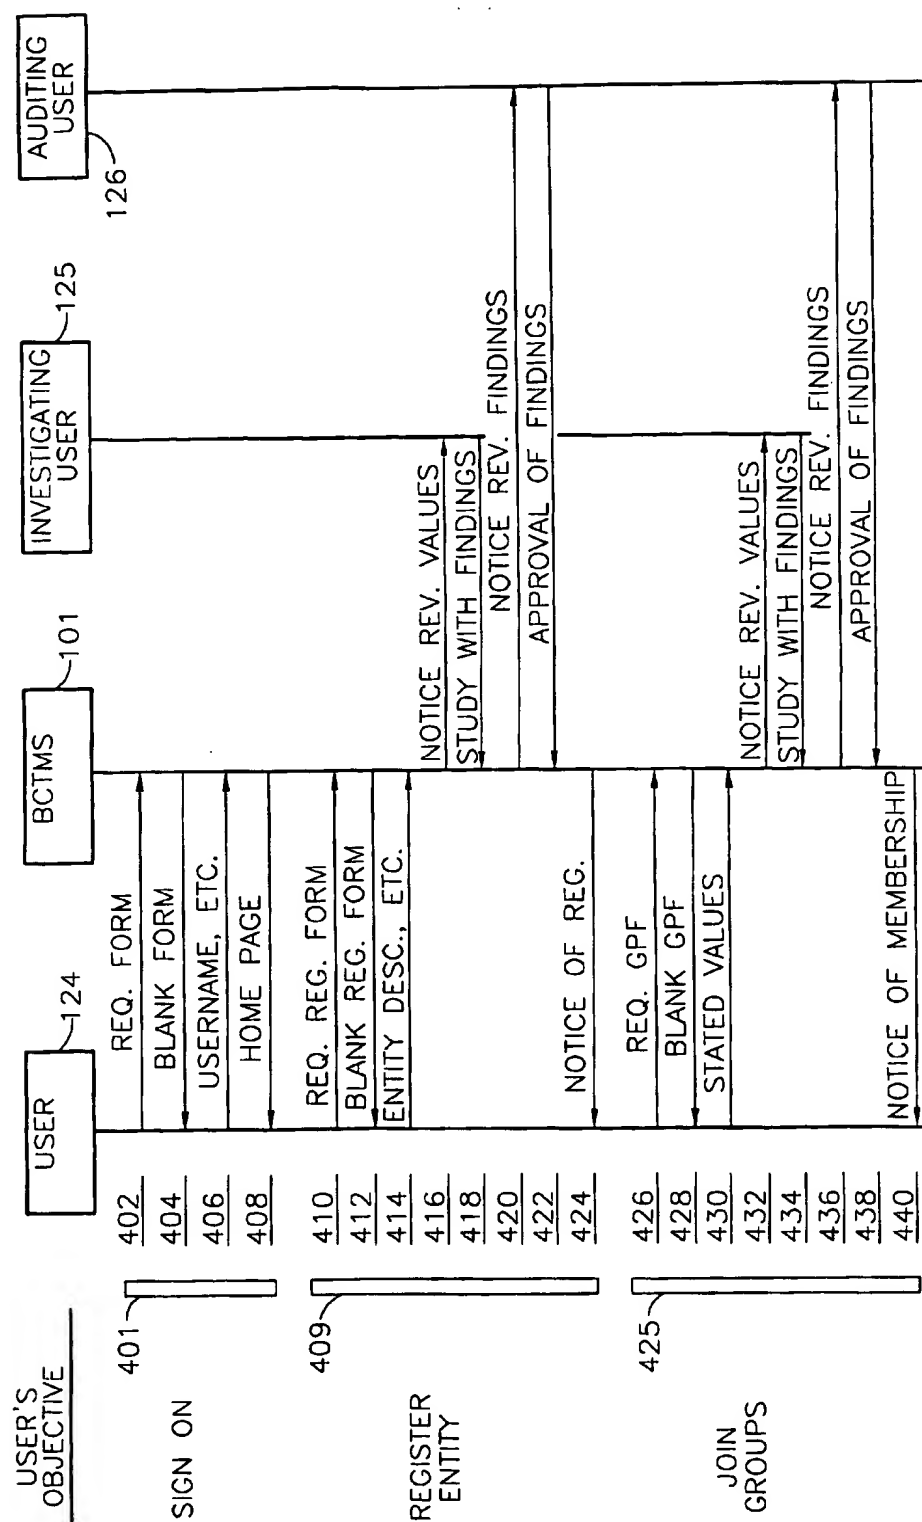 USER'S
OBJECTIVE
USER
124
BCTMS
101
INVESTIGATING
USER
125
AUDITING
USER
126
SIGN ON
401
402
REQ. FORM
404
BLANK FORM
406
USERNAME, ETC.
408
HOME PAGE
REGISTER
ENTITY
409
410
REQ. REG. FORM
412
BLANK REG. FORM
414
ENTITY DESC., ETC.
416
NOTICE REV. VALUES
418
STUDY WITH FINDINGS
420
NOTICE REV. FINDINGS
422
APPROVAL OF FINDINGS
424
NOTICE OF REG.
JOIN
GROUPS
425
426
REQ. GPF
428
BLANK GPF
430
STATED VALUES
432
NOTICE REV. VALUES
434
STUDY WITH FINDINGS
436
NOTICE REV. FINDINGS
438
APPROVAL OF FINDINGS
440
NOTICE OF MEMBERSHIP